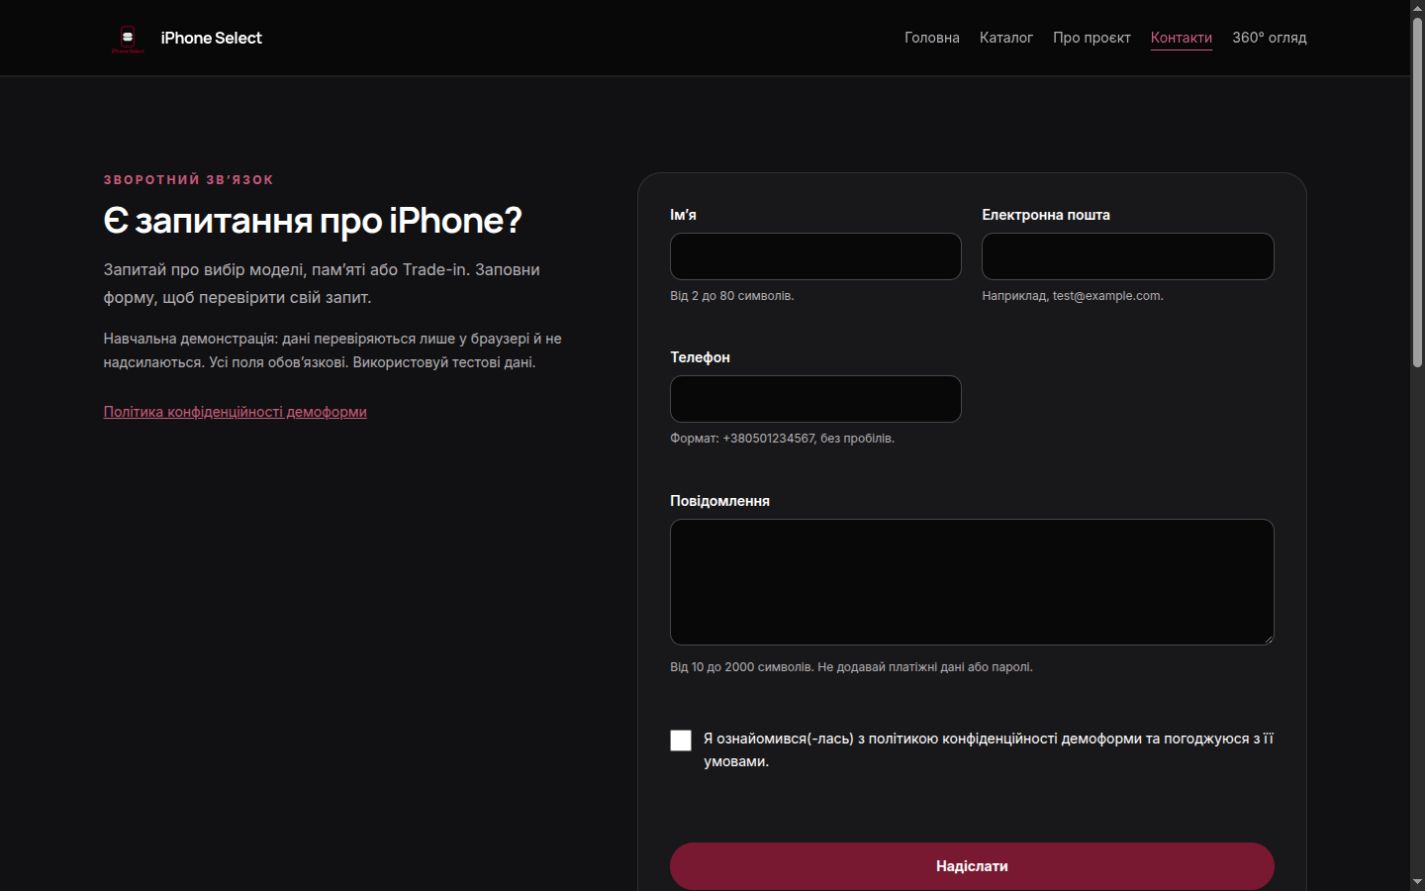 iPhone Select
iPhone Select
Головна
Каталог
Про проєкт
Контакти
360° огляд
ЗВОРОТНИЙ ЗВ’ЯЗОК
Є запитання про iPhone?
Запитай про вибір моделі, пам’яті або Trade-in. Заповни
форму, щоб перевірити свій запит.
Навчальна демонстрація: дані перевіряються лише у браузері й не
надсилаються. Усі поля обов’язкові. Використовуй тестові дані.
Політика конфіденційності демоформи
Ім’я
Електронна пошта
Від 2 до 80 символів.
Наприклад, test@example.com.
Телефон
Формат: +380501234567, без пробілів.
Повідомлення
Від 10 до 2000 символів. Не додавай платіжні дані або паролі.
Я ознайомився(-лась) з політикою конфіденційності демоформи та погоджуюся з її
умовами.
Надіслати